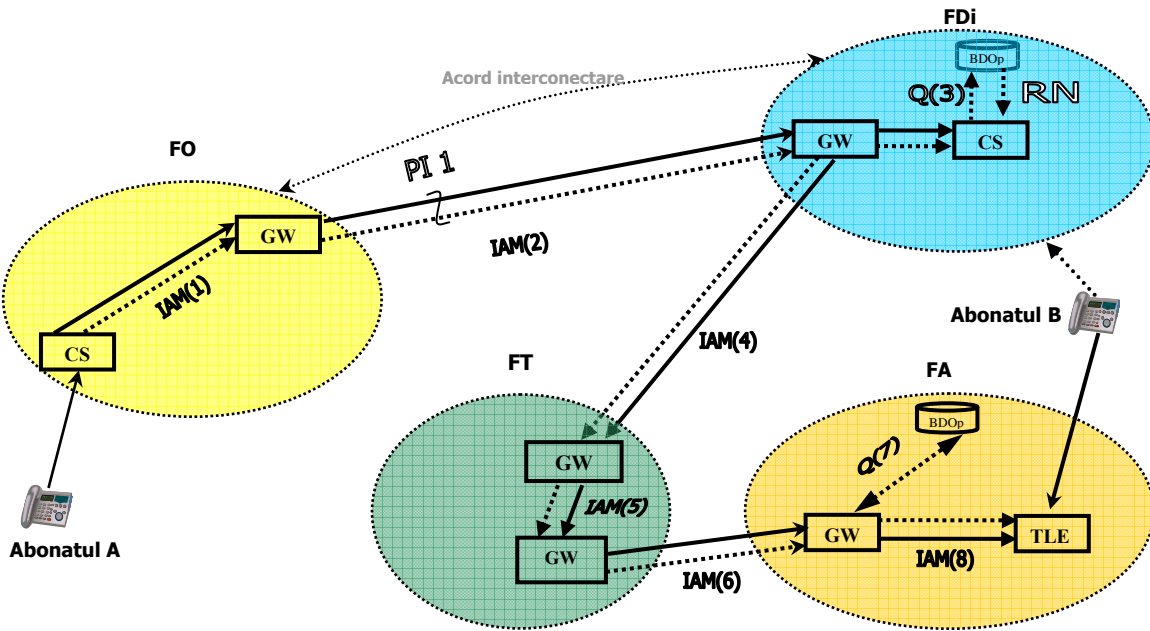 FDi
BDOp
Acord interconectare
Q(3)
RN
GW
CS
FO
PI 1
GW
IAM(2)
IAM(1)
Abonatul B
IAM(4)
CS
FT
FA
BDOp
Q(7)
GW
IAM(5)
Abonatul A
GW
GW
TLE
IAM(6)
IAM(8)